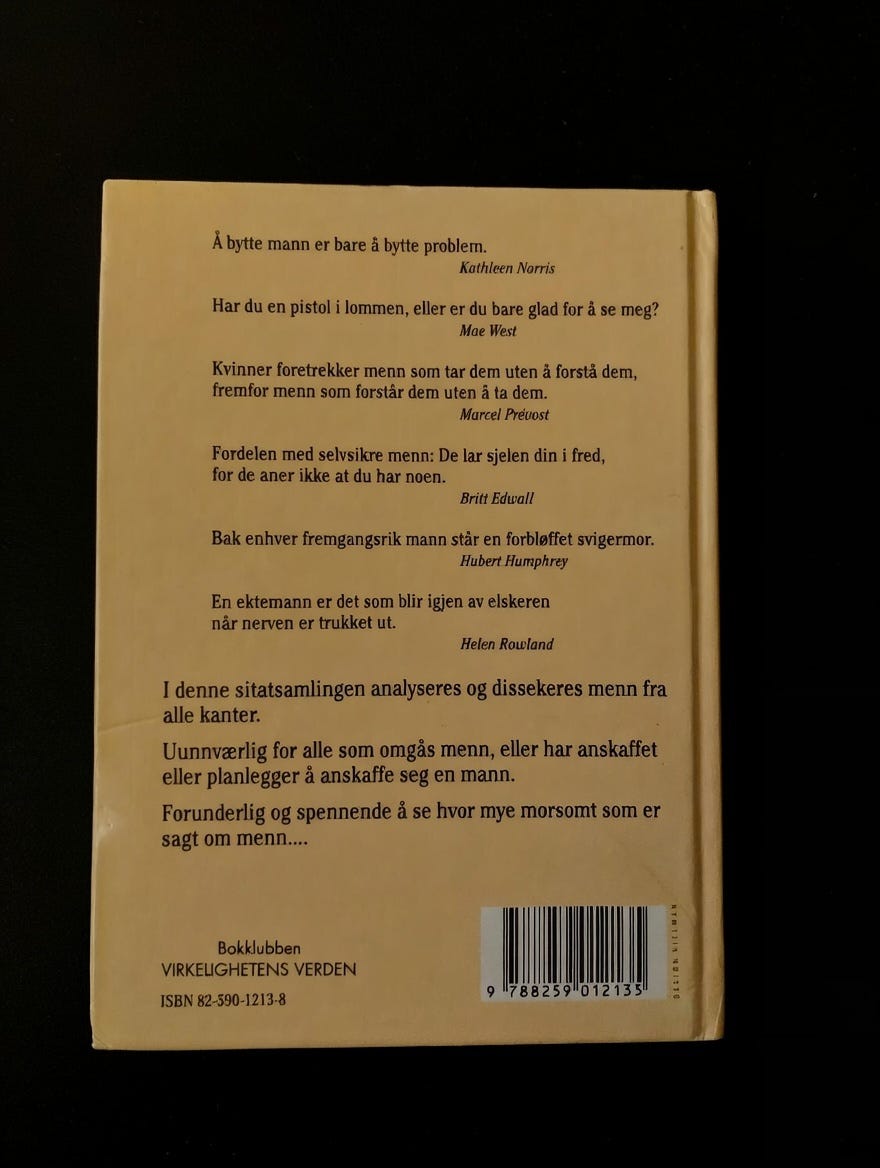 Å bytte mann er bare å bytte problem.
Kathleen Norris
Har du en pistol i lommen, eller er du bare glad for å se meg?
Mae West
Kvinner foretrekker menn som tar dem uten å forstå dem,
fremfor menn som forstår dem uten å ta dem.
Marcel Prévost
Fordelen med selvsikre menn: De lar sjelen din i fred,
for de aner ikke at du har noen.
Britt Edwall
Bak enhver fremgangsrik mann står en forbløffet svigermor.
Hubert Humphrey
En ektemann er det som blir igjen av elskeren
når nerven er trukket ut.
Helen Rowland
I denne sitatsamlingen analyseres og dissekeres menn fra
alle kanter.
Uunnværlig for alle som omgås menn, eller har anskaffet
eller planlegger å anskaffe seg en mann.
Forunderlig og spennende å se hvor mye morsomt som er
sagt om menn....
Bokklubben
VIRKELIGHETENS VERDEN
ISBN 82-590-1213-8
9 788259 012135